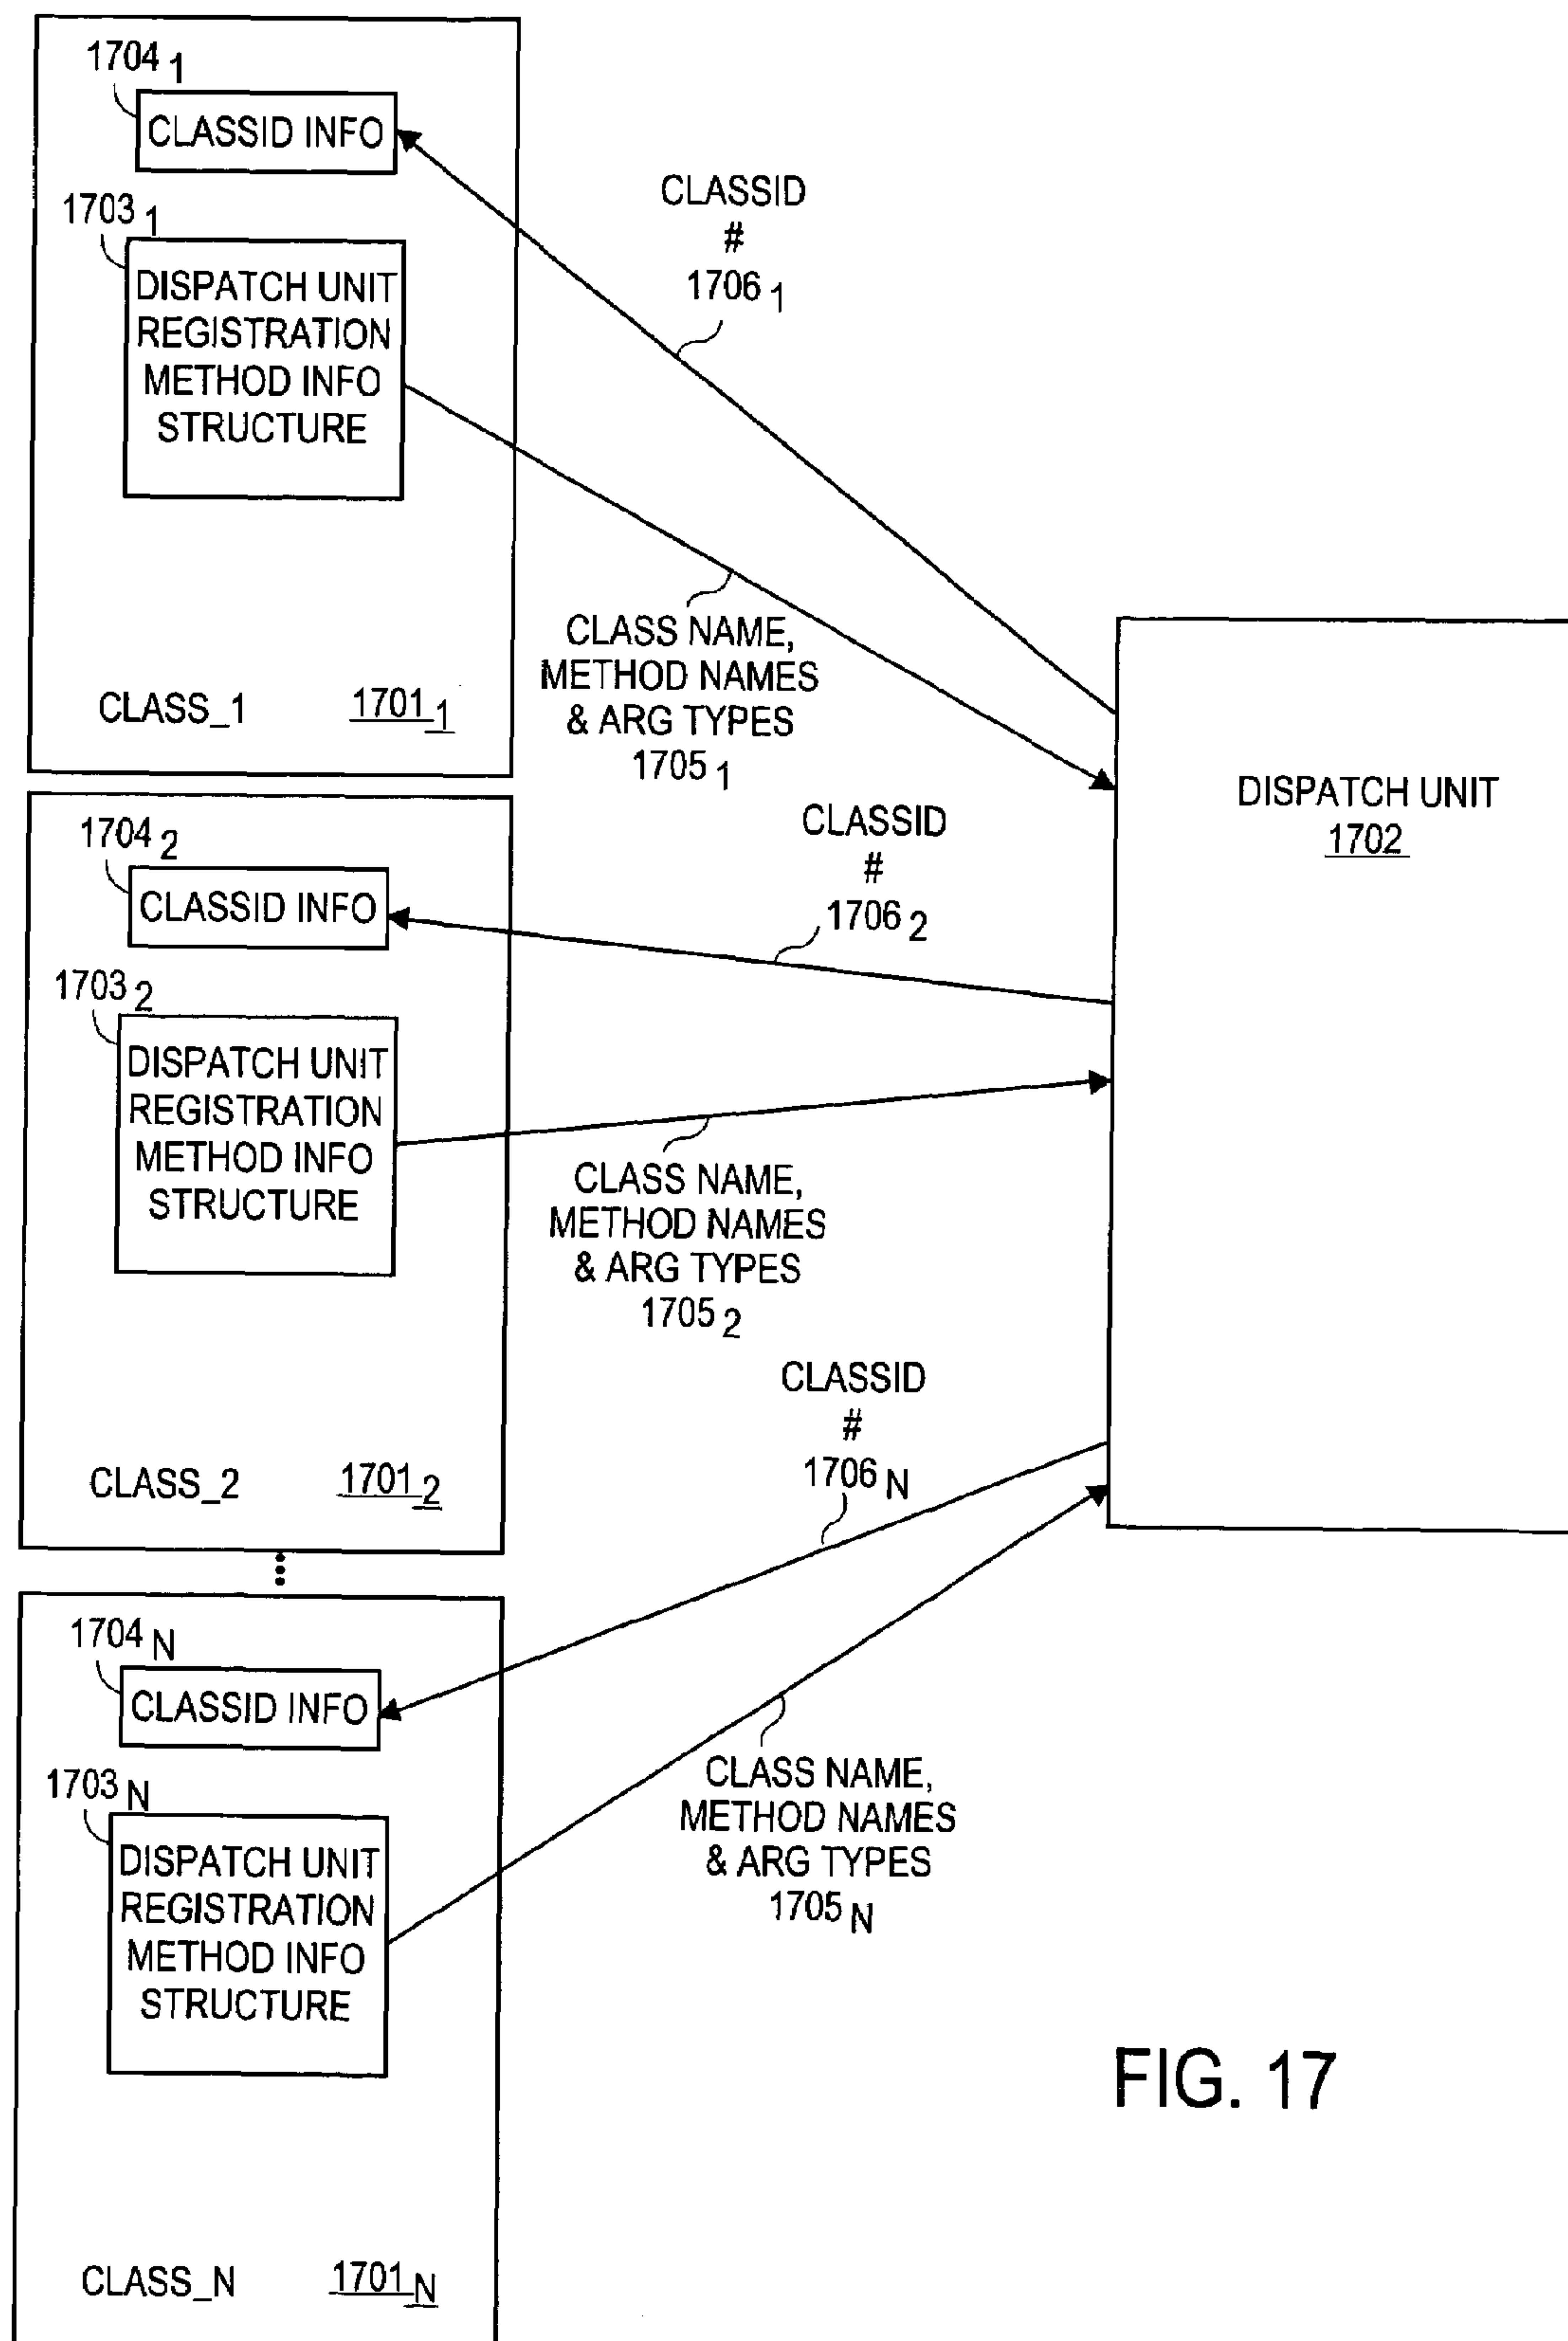 1704 1
CLASSID INFO
1703 1
DISPATCH UNIT
REGISTRATION
METHOD INFO
STRUCTURE
CLASS_1 1701 1
CLASSID
#
1706 1
CLASS NAME,
METHOD NAMES
& ARG TYPES
1705 1
DISPATCH UNIT
1702
1704 2
CLASSID INFO
1703 2
DISPATCH UNIT
REGISTRATION
METHOD INFO
STRUCTURE
CLASS_2 1701 2
CLASSID
#
1706 2
CLASS NAME,
METHOD NAMES
& ARG TYPES
1705 2
CLASSID
#
1706 N
1704 N
CLASSID INFO
1703 N
DISPATCH UNIT
REGISTRATION
METHOD INFO
STRUCTURE
CLASS_N 1701 N
CLASS NAME,
METHOD NAMES
& ARG TYPES
1705 N
FIG. 17